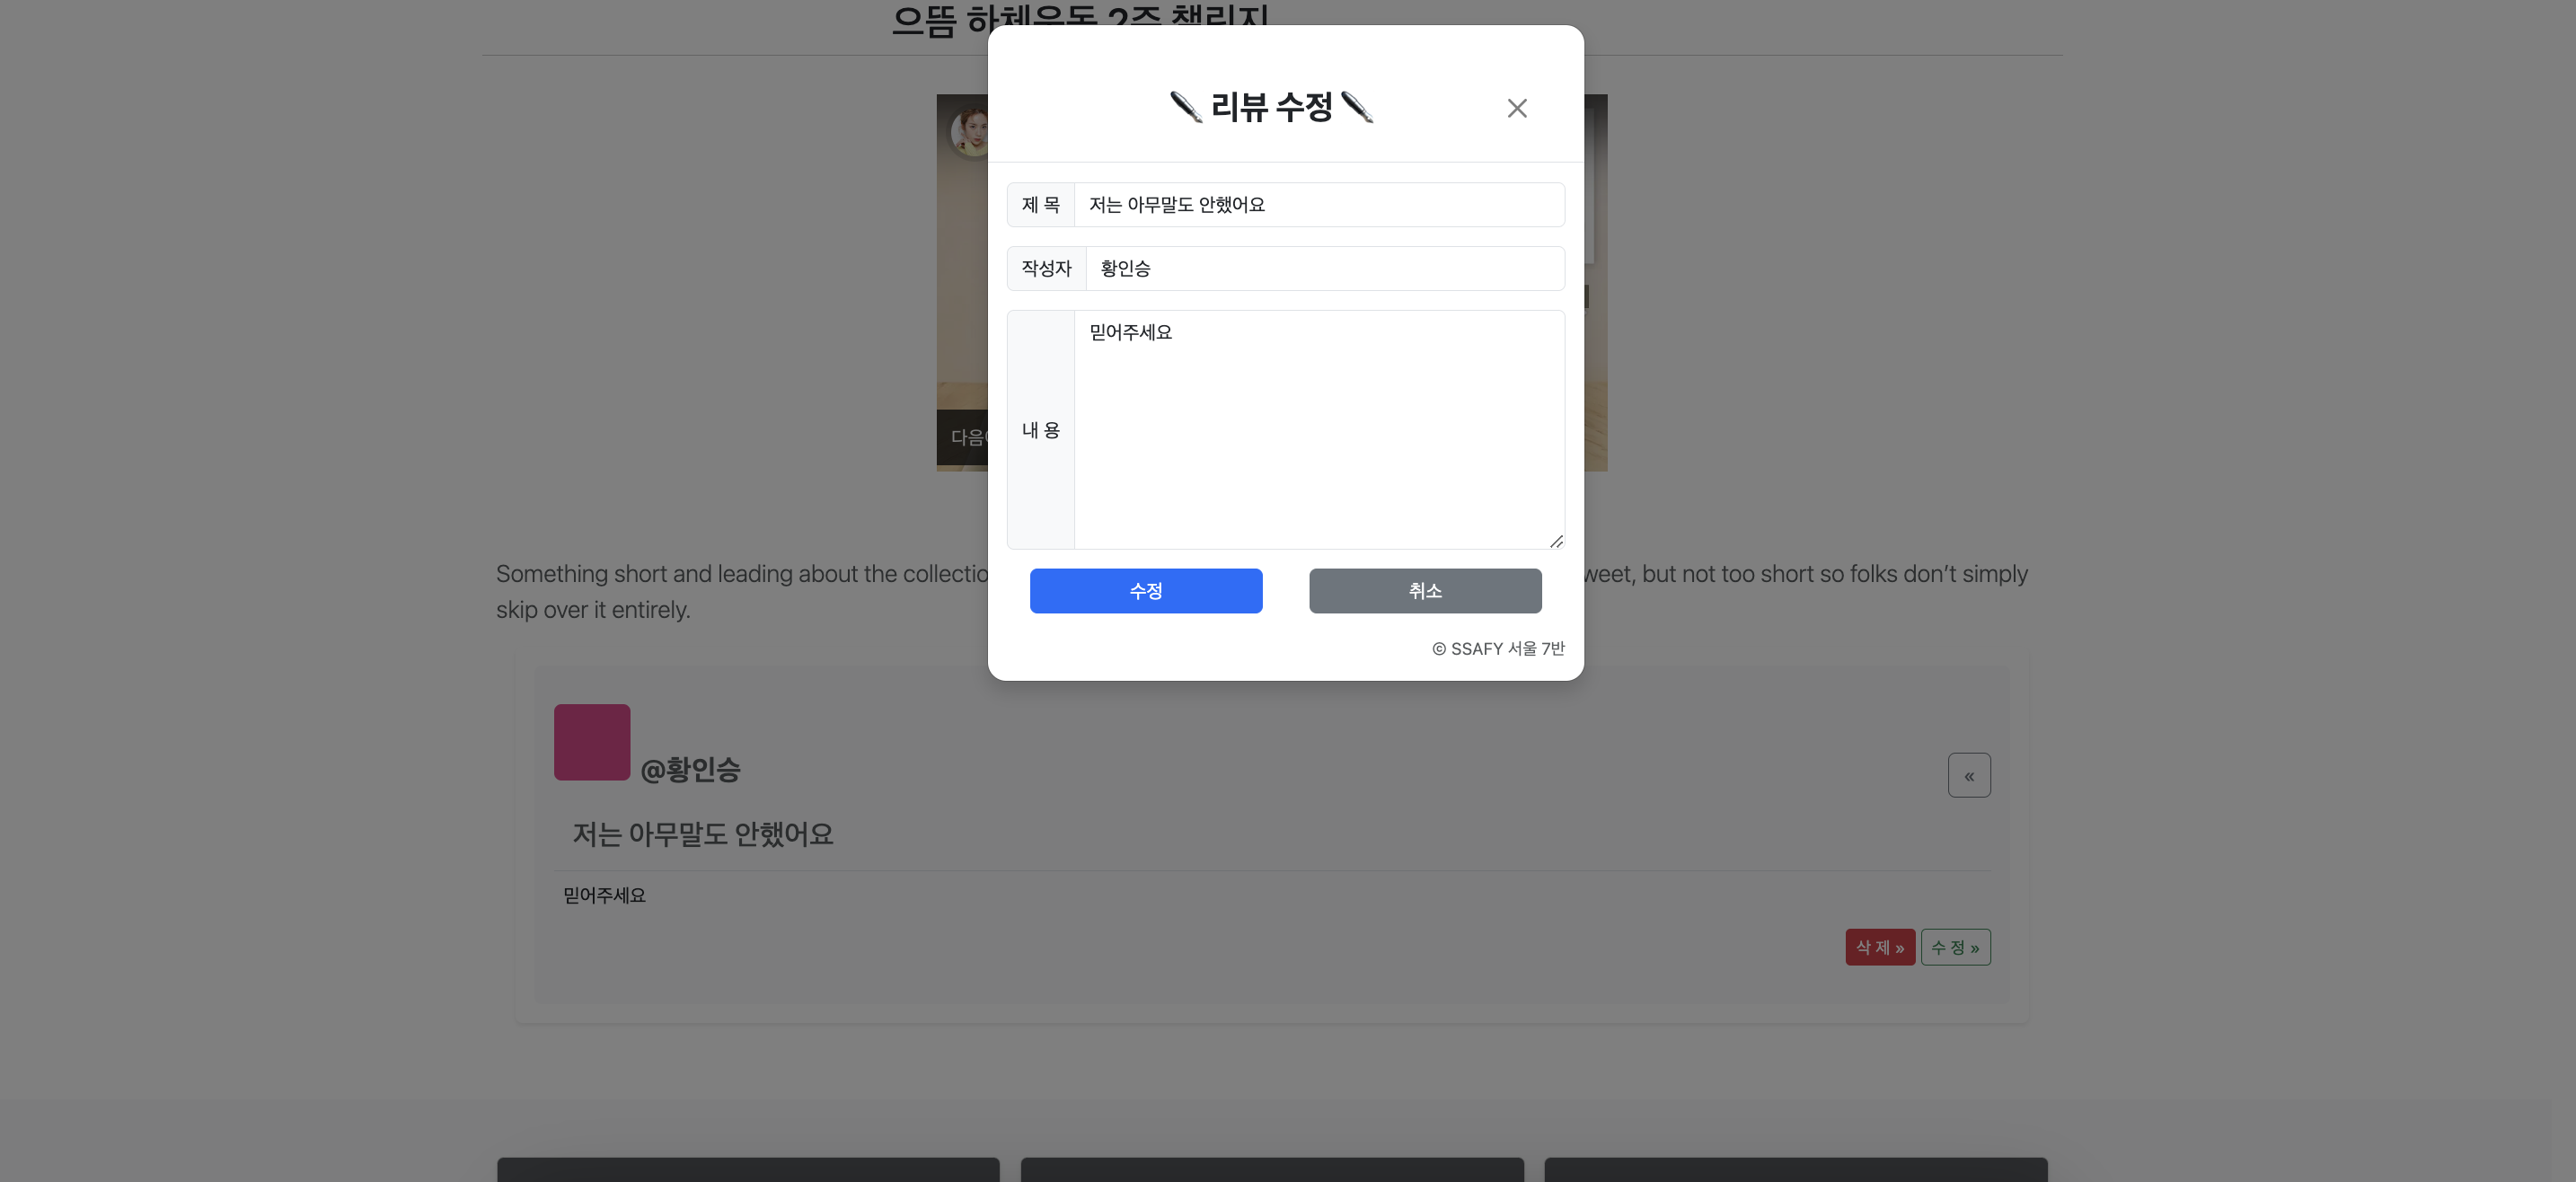 으뜸 하체운동 2주 챌린지
리뷰 수정
제 목 저는 아무말도 안했어요
작성자 황인승
내 용 믿어주세요
수정 취소
© SSAFY 서울 7반
Something short and leading about the collectio weet, but not too short so folks don’t simply
skip over it entirely.
@황인승
«
저는 아무말도 안했어요
믿어주세요
삭 제 » 수 정 »